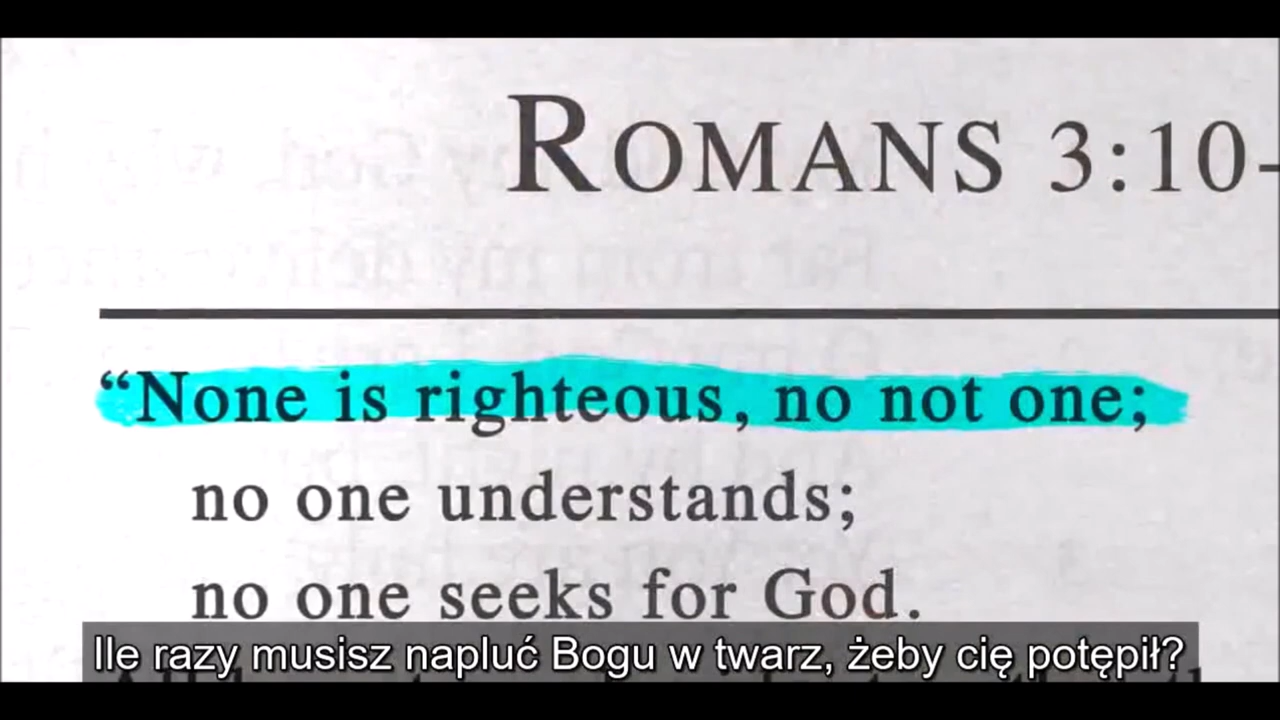 ROMANS 3:10-
“None is righteous, no not one;
no one understands;
no one seeks for God.
Ile razy musisz napluć Bogu w twarz, żeby cię potępił?